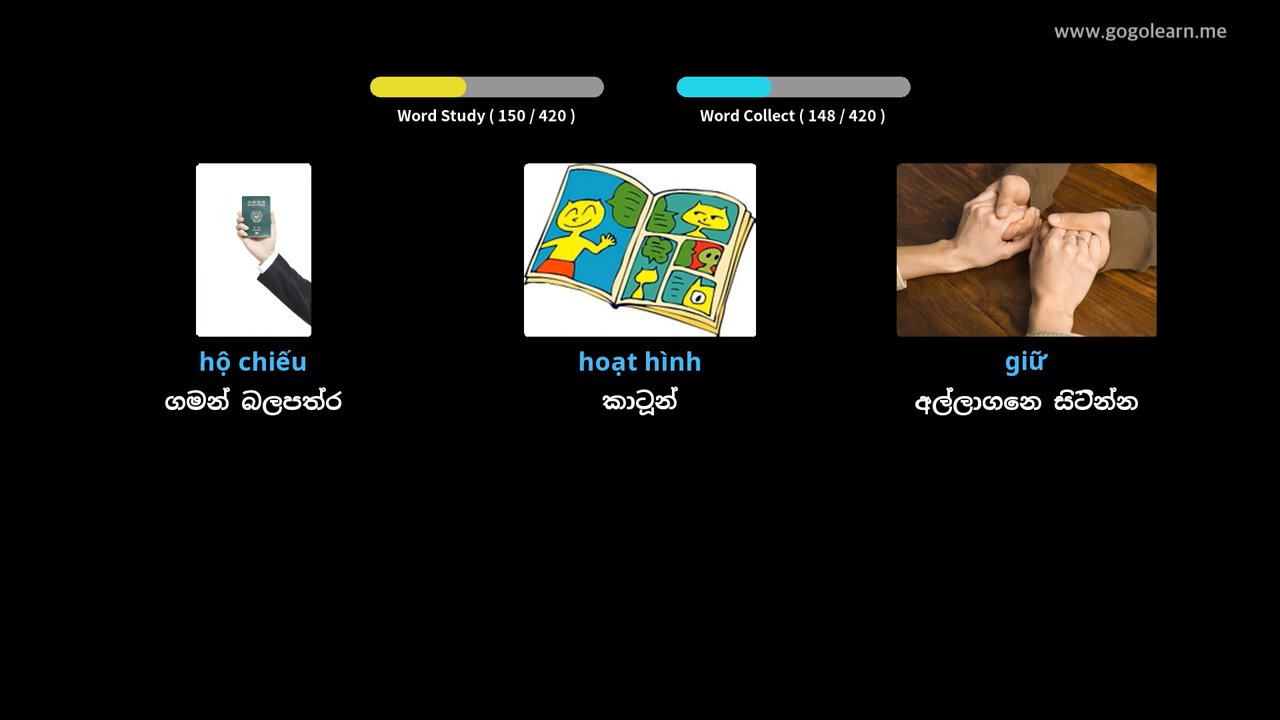 www.gogolearn.me
Word Study ( 150 / 420 )
Word Collect ( 148 / 420 )
hộ chiếu
ගමන් බලපත්ර
hoạt hình
කාටූන්
giữ
අල්ලාගනෙ සිටින්න